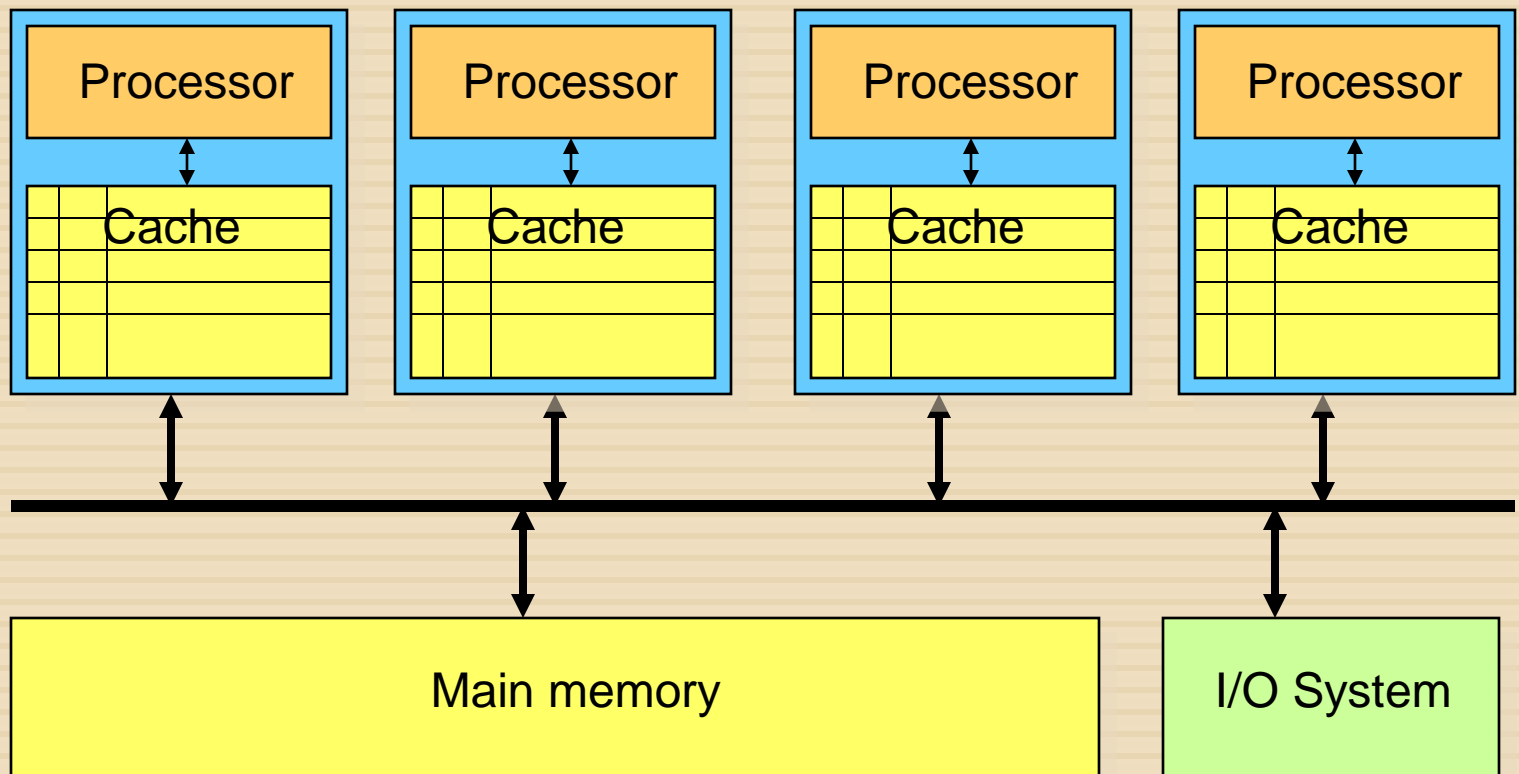 Processor
Processor
Processor
Processor
Cache
Cache
Cache
Cache
Main memory
I/O System